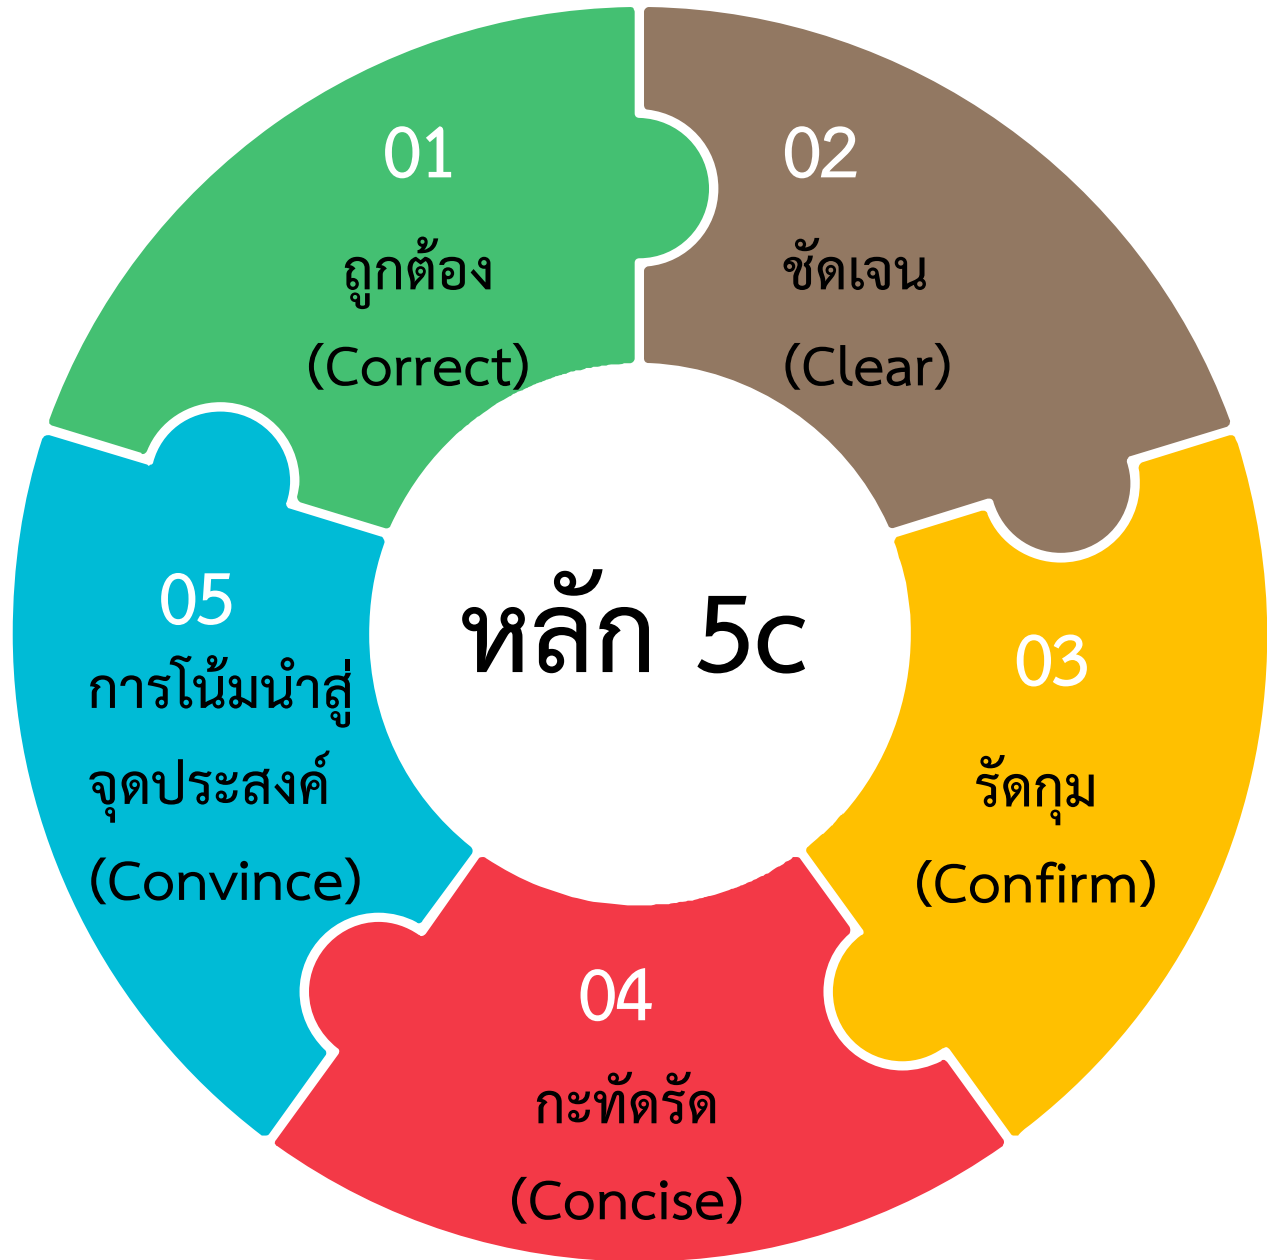 01
ถูกต้อง
(Correct)
02
ชัดเจน
(Clear)
03
รัดกุม
(Confirm)
04
กะทัดรัด
(Concise)
05
การโน้มนำสู่
จุดประสงค์
(Convince)
หลัก 5c